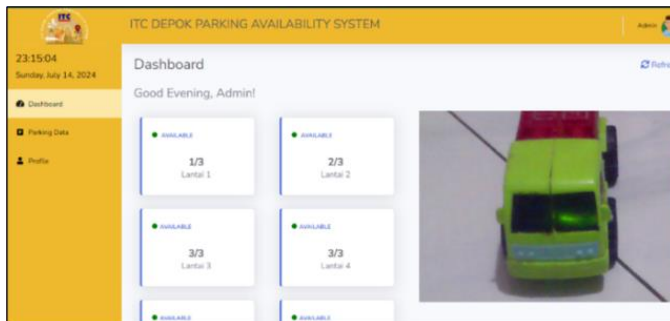 ITC
ITC DEPOK PARKING AVAILABILITY SYSTEM
Admin
23:15:04
Sunday, July 14, 2024
Dashboard
Parking Data
Profile
Dashboard
Refre
Good Evening, Admin!
AVAILABLE
1/3
Lantai 1
AVAILABLE
2/3
Lantai 2
AVAILABLE
3/3
Lantai 3
AVAILABLE
3/3
Lantai 4
AVAILABLE
AVAILABLE